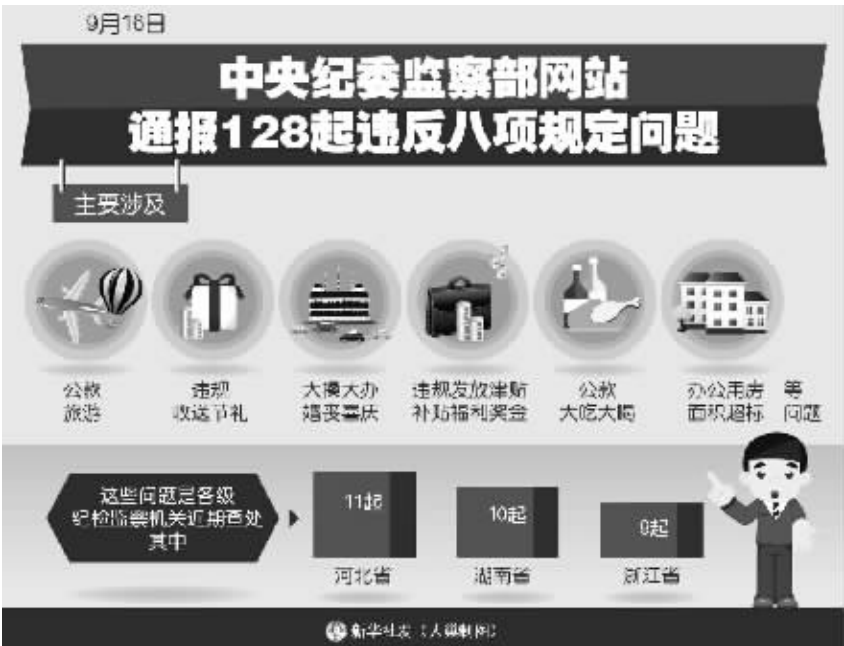 9月16日
中央纪委监察部网站
通报128起违反八项规定问题
主要涉及
公款
旅游
违规
收送节礼
大操大办
婚丧喜庆
违规发放津贴
补贴福利奖金
公款
大吃大喝
办公用房
面积超标
等
问题
这些问题是各级
纪检监察机关近期查处
其中
11起
河北省
10起
湖南省
9起
浙江省
新华社发（大巢制图）